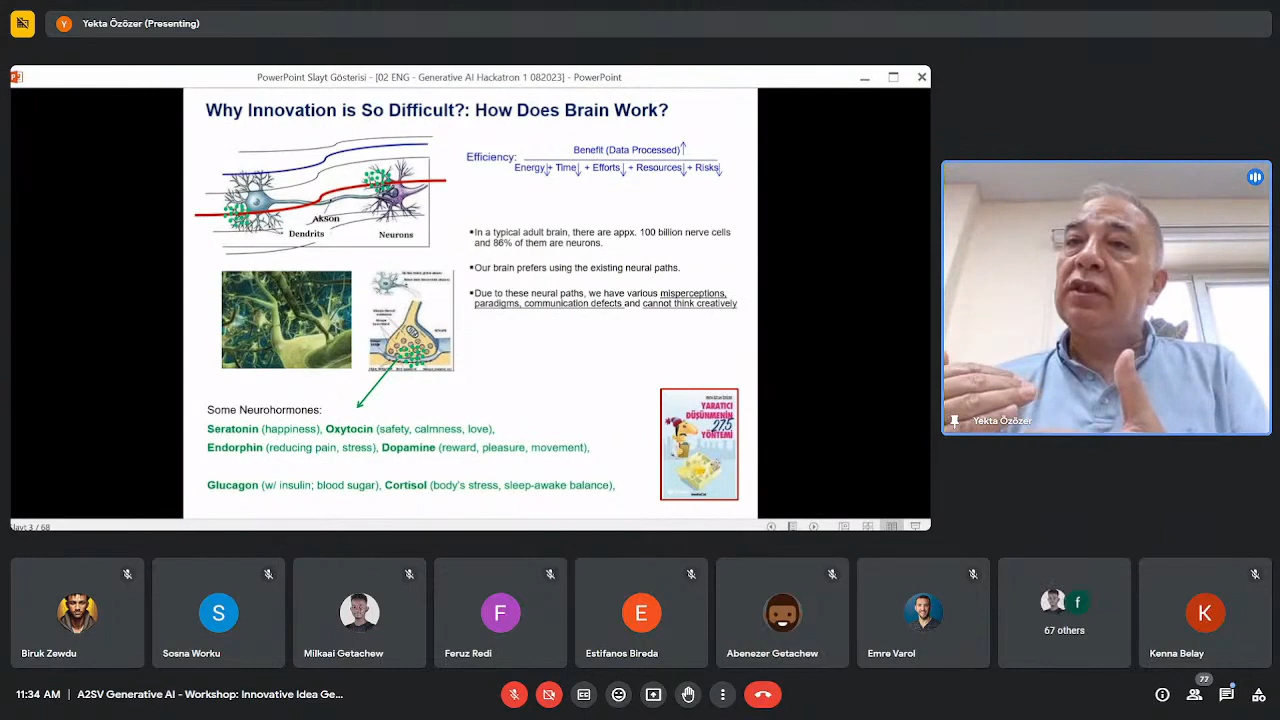 Y
Yekta Özözer (Presenting)
PowerPoint Slayt Gösterisi - [02 ENG - Generative AI Hackatron 1 082023] - PowerPoint
Why Innovation is So Difficult?: How Does Brain Work?
Efficiency:
Benefit (Data Processed)
Energy + Time + Efforts + Resources + Risks
Akson
Dendrits
Neurons
▪In a typical adult brain, there are appx. 100 billion nerve cells
and 86% of them are neurons.
▪Our brain prefers using the existing neural paths.
▪Due to these neural paths, we have various misperceptions,
paradigms, communication defects and cannot think creatively
Some Neurohormones:
Seratonin (happiness), Oxytocin (safety, calmness, love),
Endorphin (reducing pain, stress), Dopamine (reward, pleasure, movement),
Glucagon (w/ insulin; blood sugar), Cortisol (body's stress, sleep-awake balance),
YARATICI
DÜŞÜNMENİN
275
YÖNTEMİ
Slayt 3 / 68
Yekta Özözer
Biruk Zewdu
S
Sosna Worku
Milkaai Getachew
F
Feruz Redi
E
Estifanos Bireda
Abenezer Getachew
Emre Varol
f
67 others
K
Kenna Belay
11:34 AM | A2SV Generative AI - Workshop: Innovative Idea Ge...
77